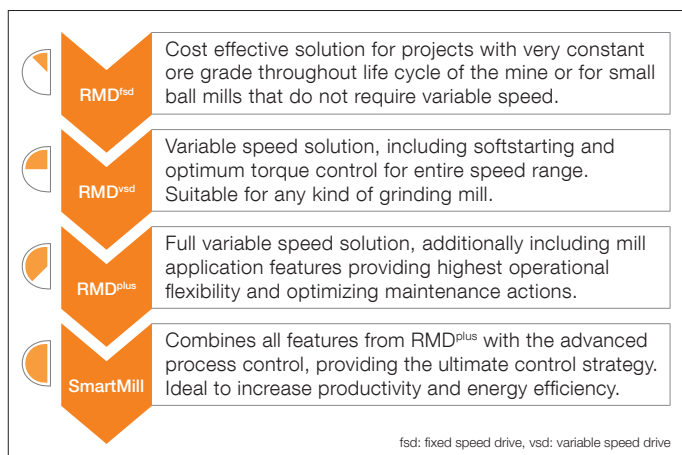 Cost effective solution for projects with very constant
ore grade throughout life cycle of the mine or for small
ball mills that do not require variable speed.
RMDfsd
Variable speed solution, including softstarting and
optimum torque control for entire speed range.
Suitable for any kind of grinding mill.
RMDvsd
Full variable speed solution, additionally including mill
application features providing highest operational
flexibility and optimizing maintenance actions.
RMDplus
Combines all features from RMDplus with the advanced
process control, providing the ultimate control strategy.
Ideal to increase productivity and energy efficiency.
SmartMill
fsd: fixed speed drive, vsd: variable speed drive